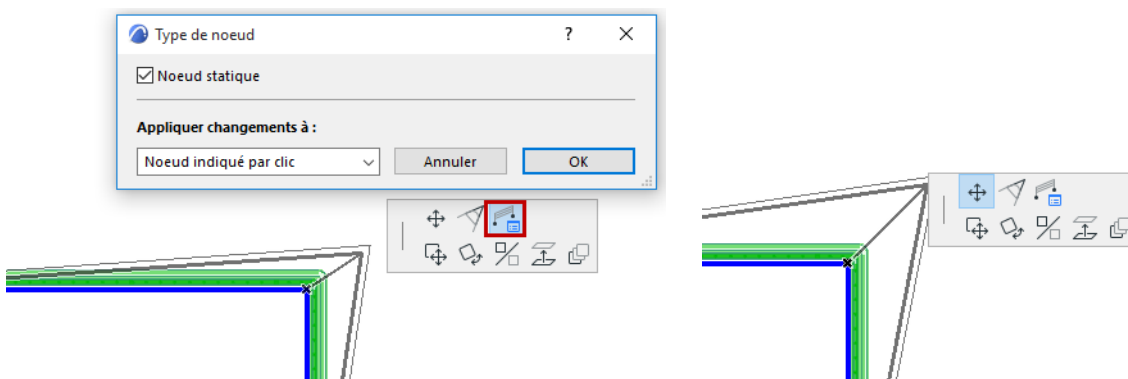 Type de noeud
Noeud statique
Appliquer changements à :
Noeud indiqué par clic
Annuler
OK